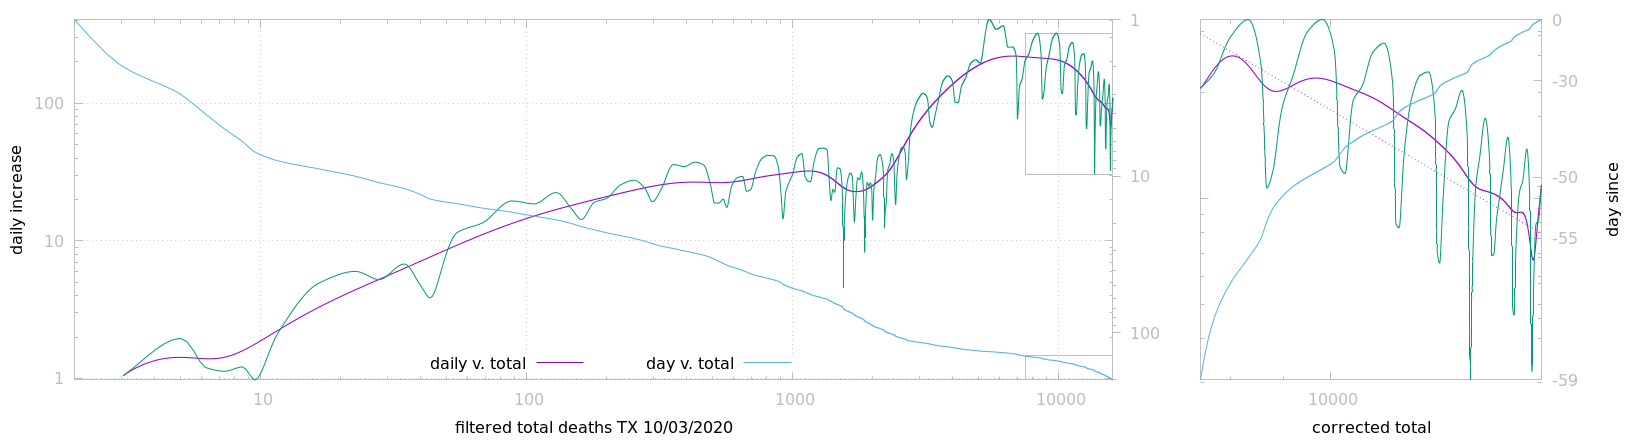 daily increase
100
10
1
10
100
1000
10000
filtered total deaths TX 10/03/2020
daily v. total
day v. total
1
10
100
10000
corrected total
0
-30
-50
-55
-59
day since